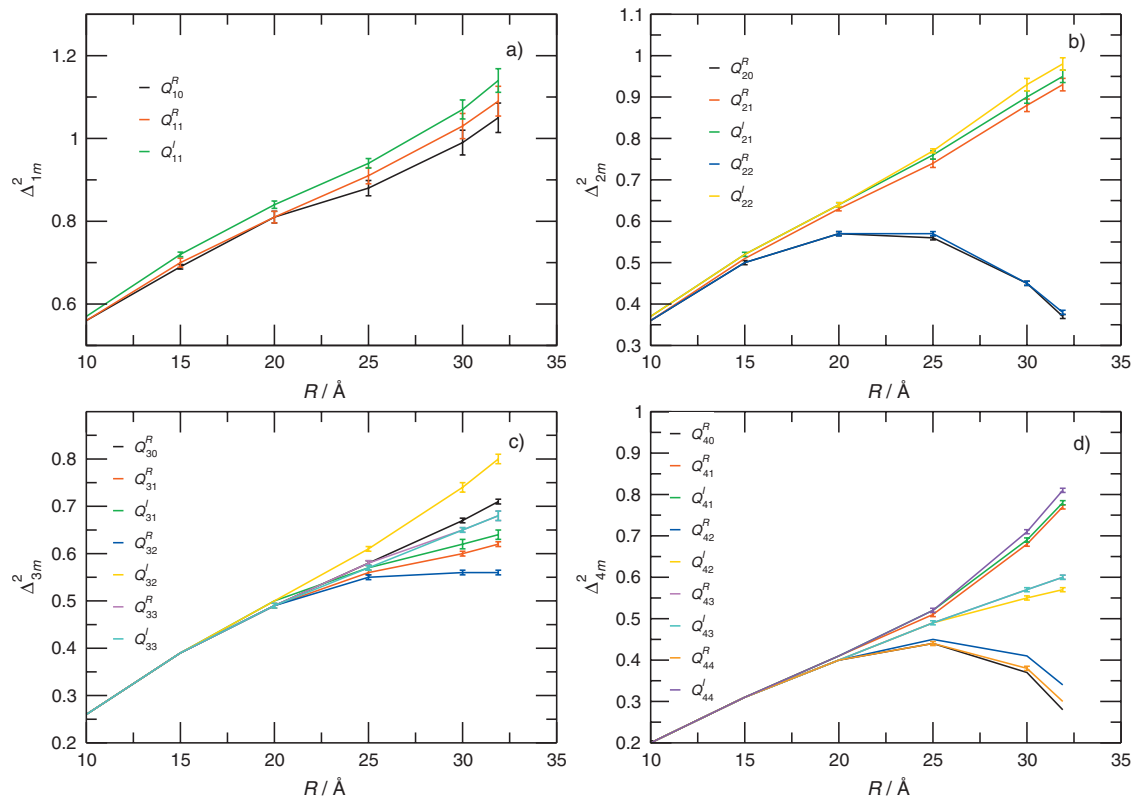 a)
Q^R_10
Q^R_11
Q^I_11
Δ^2_1m
1.2
1
0.8
0.6
10 15 20 25 30 35
R / Å
b)
Q^R_20
Q^R_21
Q^I_21
Q^R_22
Q^I_22
Δ^2_2m
1.1
1
0.9
0.8
0.7
0.6
0.5
0.4
0.3
10 15 20 25 30 35
R / Å
c)
Q^R_30
Q^R_31
Q^I_31
Q^R_32
Q^I_32
Q^R_33
Q^I_33
Δ^2_3m
0.8
0.7
0.6
0.5
0.4
0.3
0.2
10 15 20 25 30 35
R / Å
d)
Q^R_40
Q^R_41
Q^I_41
Q^R_42
Q^I_42
Q^R_43
Q^I_43
Q^R_44
Q^I_44
Δ^2_4m
1
0.9
0.8
0.7
0.6
0.5
0.4
0.3
0.2
10 15 20 25 30 35
R / Å